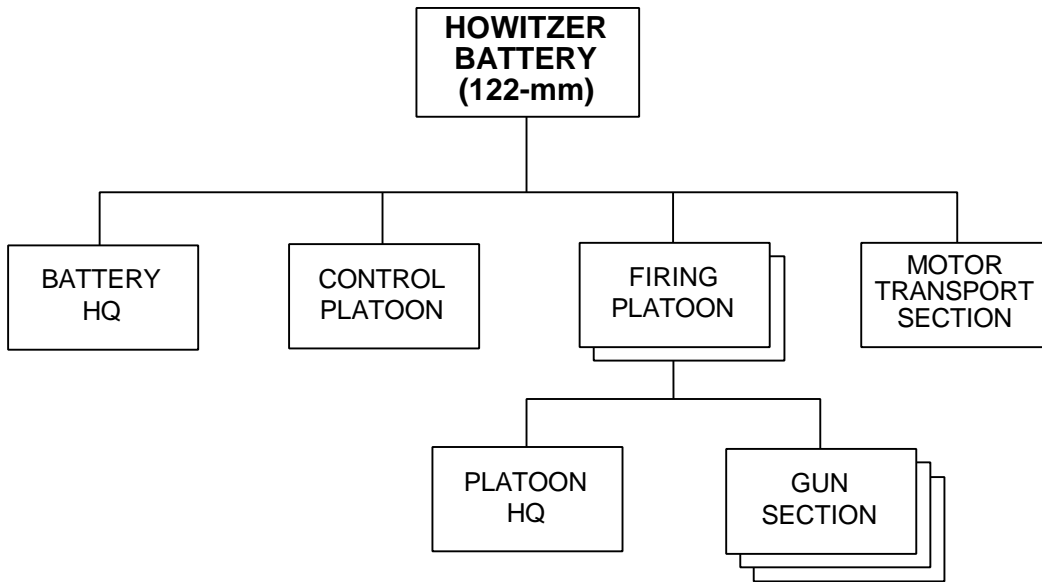 HOWITZER
BATTERY
(122-mm)
BATTERY
HQ
CONTROL
PLATOON
FIRING
PLATOON
MOTOR
TRANSPORT
SECTION
PLATOON
HQ
GUN
SECTION